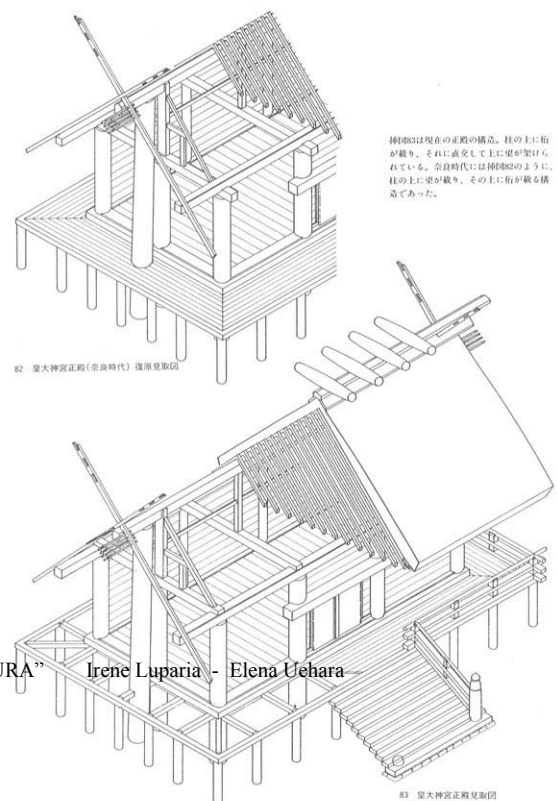 挿図83は現在の正殿の構造。柱の上に桁
が載り、それに直交して上に梁が架けら
れている。奈良時代には挿図82のように、
柱の上に梁が載り、その上に桁が載る構
造であった。
82 皇大神宮正殿(奈良時代)復原見取図
URA” Irene Luparia - Elena Uehara
83 皇大神宮正殿見取図